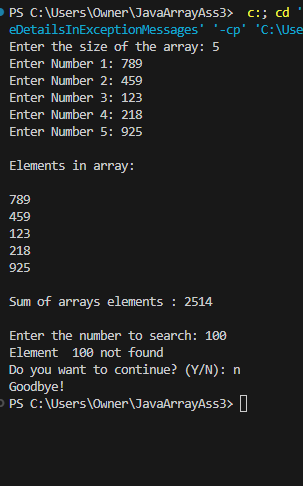 PS C:\Users\Owner\JavaArrayAss3>  c:; cd '
eDetailsInExceptionMessages' '-cp' 'C:\Use
Enter the size of the array: 5
Enter Number 1: 789
Enter Number 2: 459
Enter Number 3: 123
Enter Number 4: 218
Enter Number 5: 925
Elements in array:
789
459
123
218
925
Sum of arrays elements : 2514
Enter the number to search: 100
Element  100 not found
Do you want to continue? (Y/N): n
Goodbye!
PS C:\Users\Owner\JavaArrayAss3>